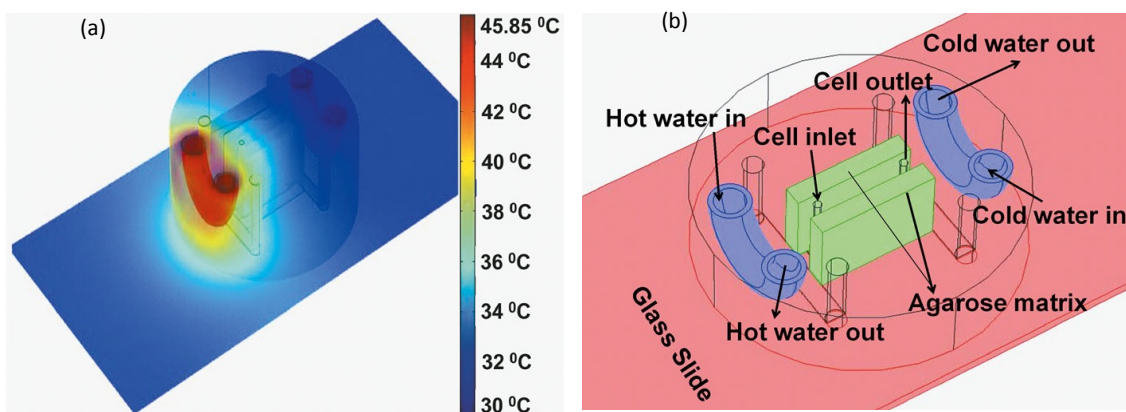 (a)
45.85 ⁰C
44 ⁰C
42 ⁰C
40 ⁰C
38 ⁰C
36 ⁰C
34 ⁰C
32 ⁰C
30 ⁰C
(b)
Cold water out
Cell outlet
Hot water in
Cell inlet
Cold water in
Agarose matrix
Hot water out
Glass Slide